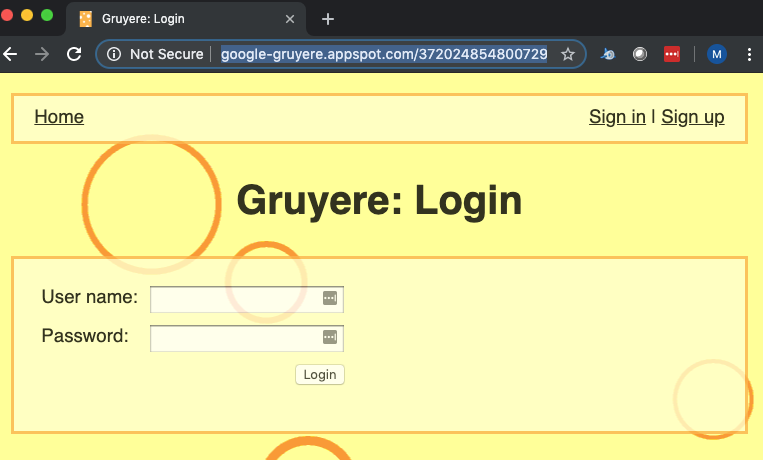 Gruyere: Login
Not Secure google-gruyere.appspot.com/372024854800729
M
Home Sign in | Sign up
Gruyere: Login
User name:
Password:
Login